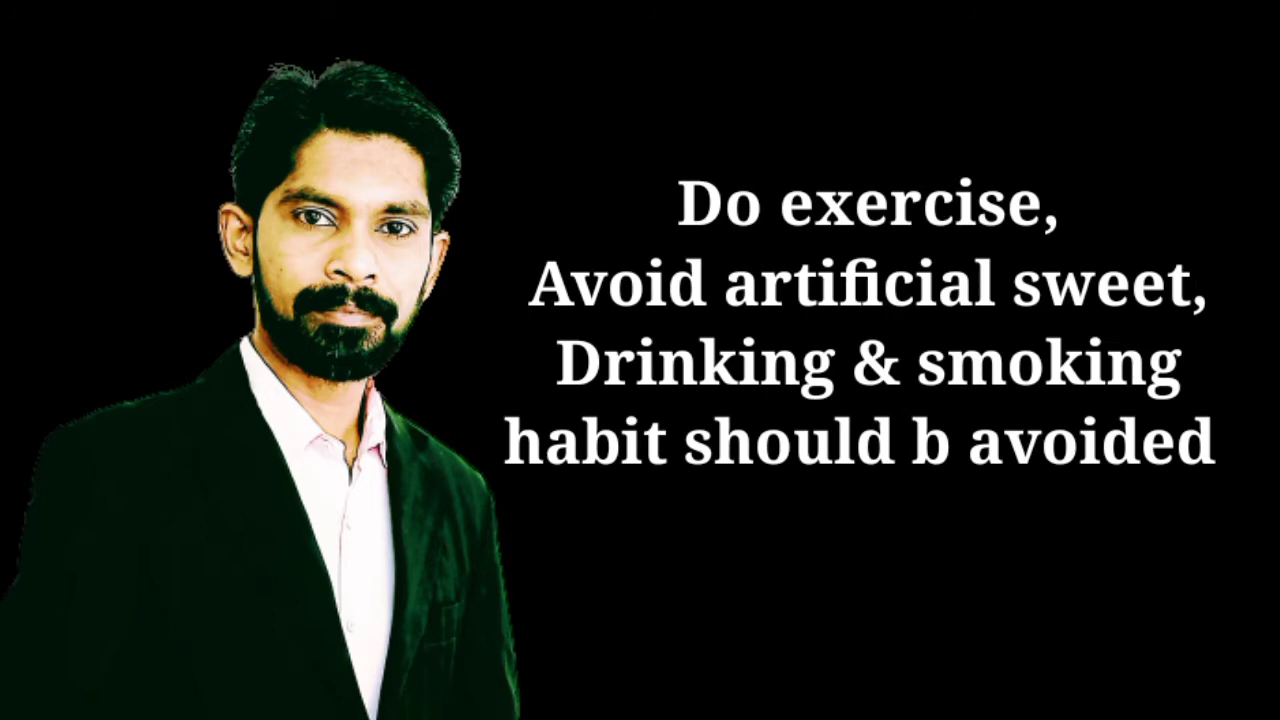 Do exercise,
Avoid artificial sweet,
Drinking & smoking
habit should b avoided